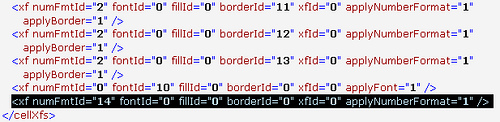 <xf numFmtId="2" fontId="0" fillId="0" borderId="11" xfId="0" applyNumberFormat="1"
applyBorder="1" />
<xf numFmtId="2" fontId="0" fillId="0" borderId="12" xfId="0" applyNumberFormat="1"
applyBorder="1" />
<xf numFmtId="2" fontId="0" fillId="0" borderId="13" xfId="0" applyNumberFormat="1"
applyBorder="1" />
<xf numFmtId="0" fontId="10" fillId="0" borderId="0" xfId="0" applyFont="1" />
<xf numFmtId="14" fontId="0" fillId="0" borderId="0" xfId="0" applyNumberFormat="1" />
</cellXfs>